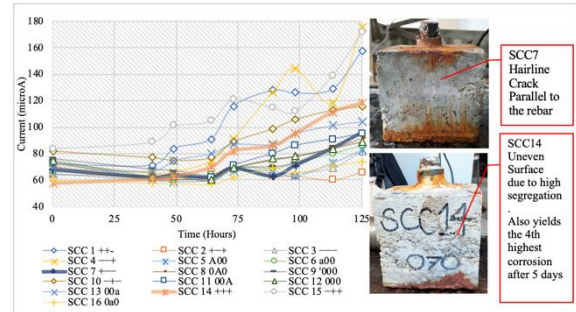 180
160
140
120
100
80
60
40
Current (microA)
0
25
50
75
100
125
Time (Hours)
SCC 1 ++-
SCC 2 +-+
SCC 3 ---
SCC 4 --+
SCC 5 A00
SCC 6 a00
SCC 7 +--
SCC 8 0A0
SCC 9 '000
SCC 10 -+-
SCC 11 00A
SCC 12 000
SCC 13 00a
SCC 14 +++
SCC 15 -++
SCC 16 0a0
SCC7
Hairline
Crack
Parallel to
the rebar
SCC14
070
SCC14
Uneven
Surface
due to high
segregation
.
Also yields
the 4th
highest
corrosion
after 5 days